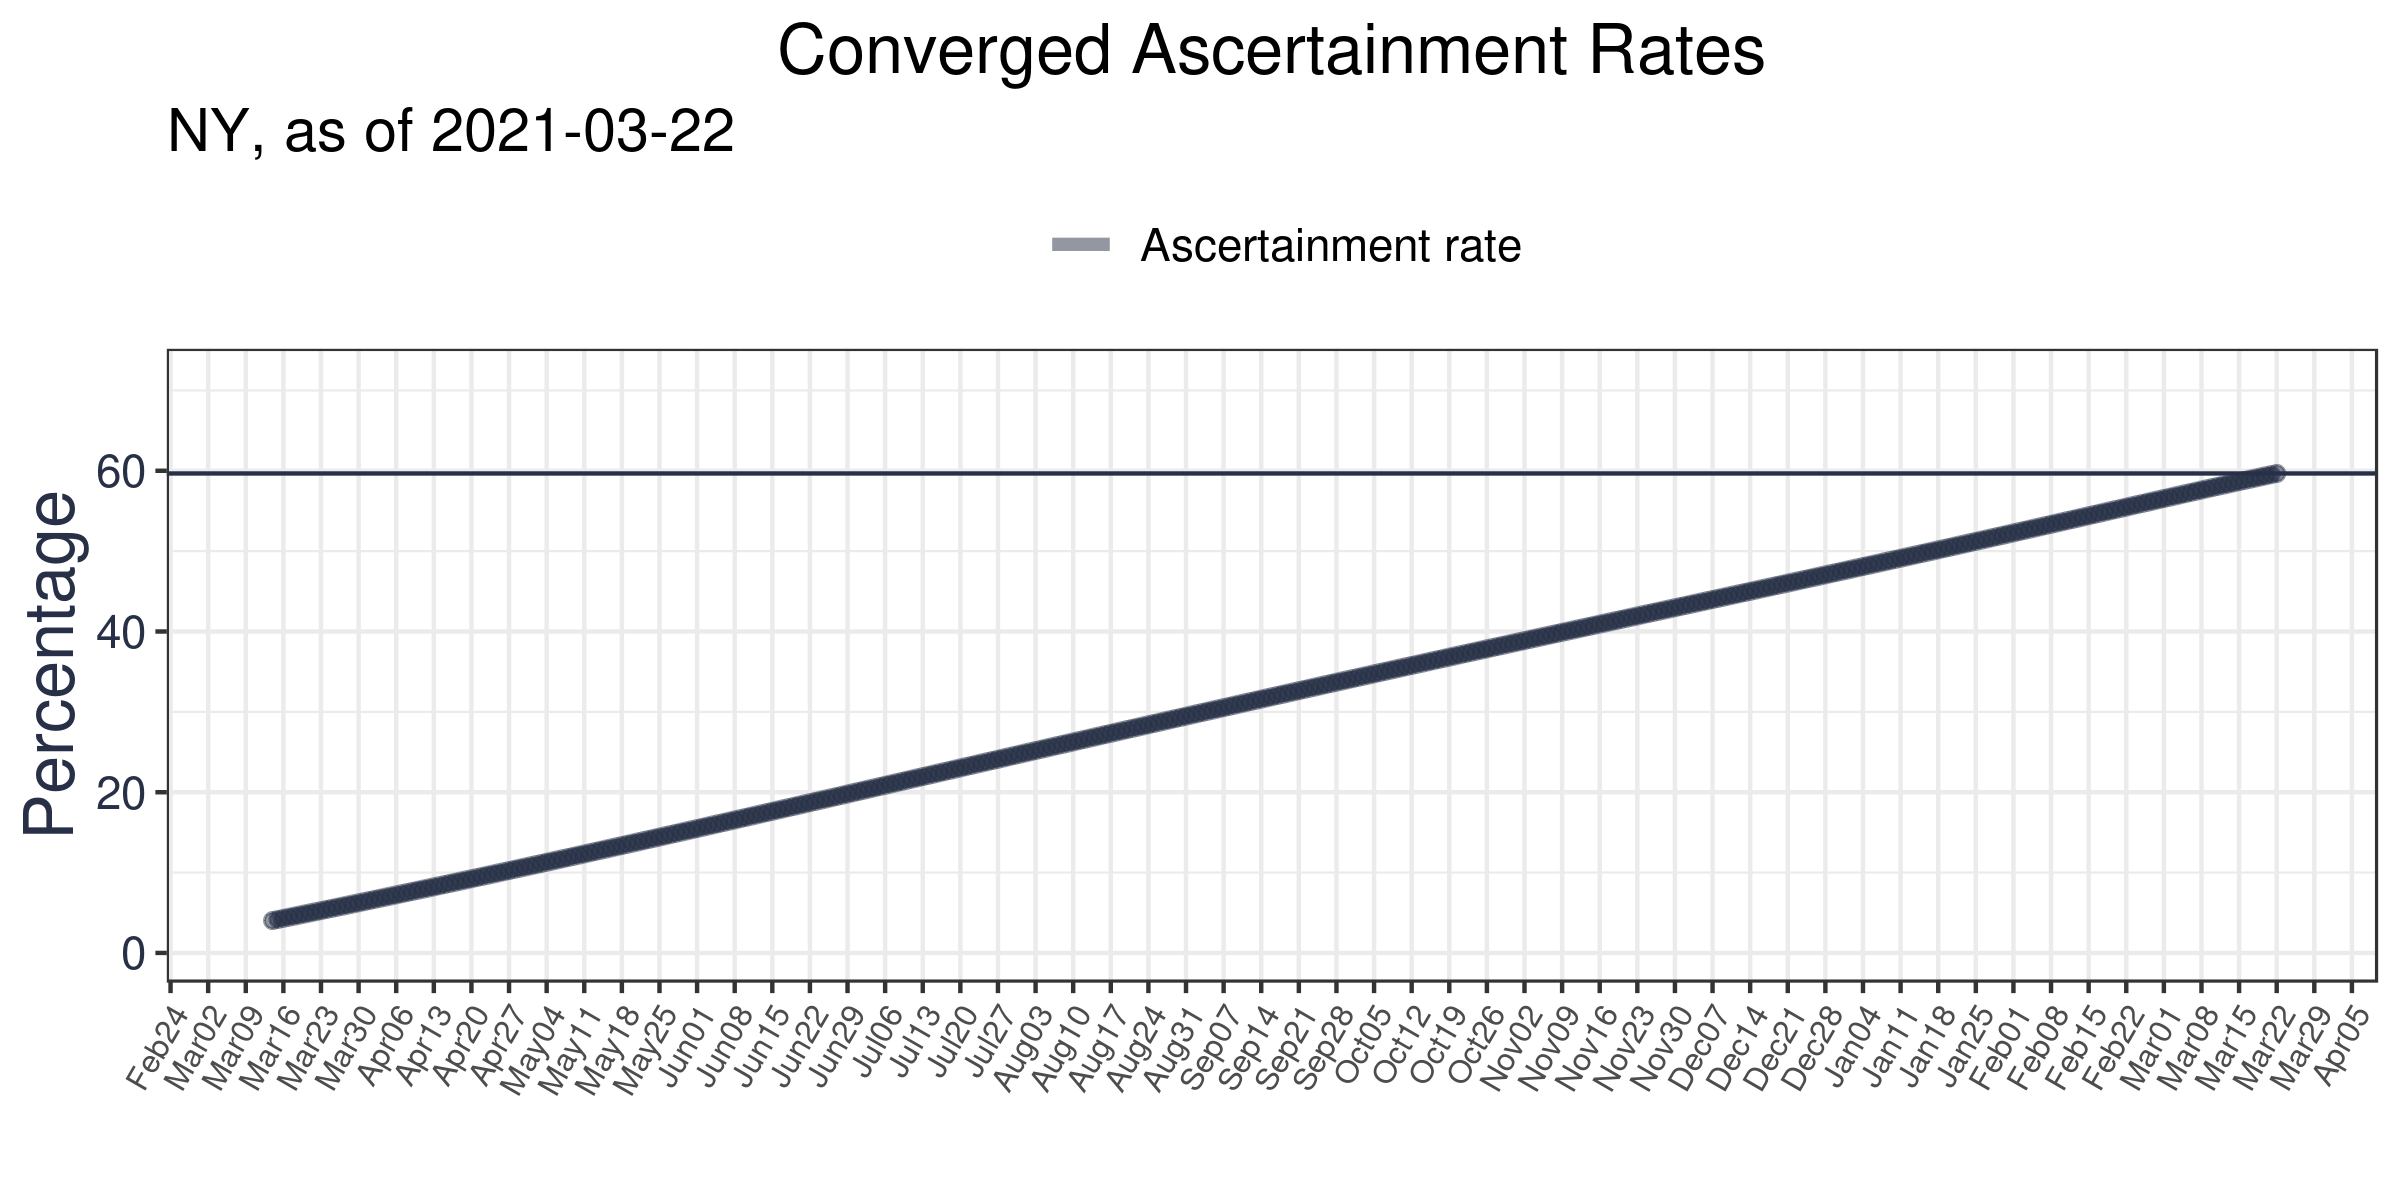 Converged Ascertainment Rates
NY, as of 2021-03-22
Ascertainment rate
Percentage
60
40
20
0
Feb24 Mar02 Mar09 Mar16 Mar23 Mar30 Apr06 Apr13 Apr20 Apr27 May04 May11 May18 May25 Jun01 Jun08 Jun15 Jun22 Jun29 Jul06 Jul13 Jul20 Jul27 Aug03 Aug10 Aug17 Aug24 Aug31 Sep07 Sep14 Sep21 Sep28 Oct05 Oct12 Oct19 Oct26 Nov02 Nov09 Nov16 Nov23 Nov30 Dec07 Dec14 Dec21 Dec28 Jan04 Jan11 Jan18 Jan25 Feb01 Feb08 Feb15 Feb22 Mar01 Mar08 Mar15 Mar22 Mar29 Apr05